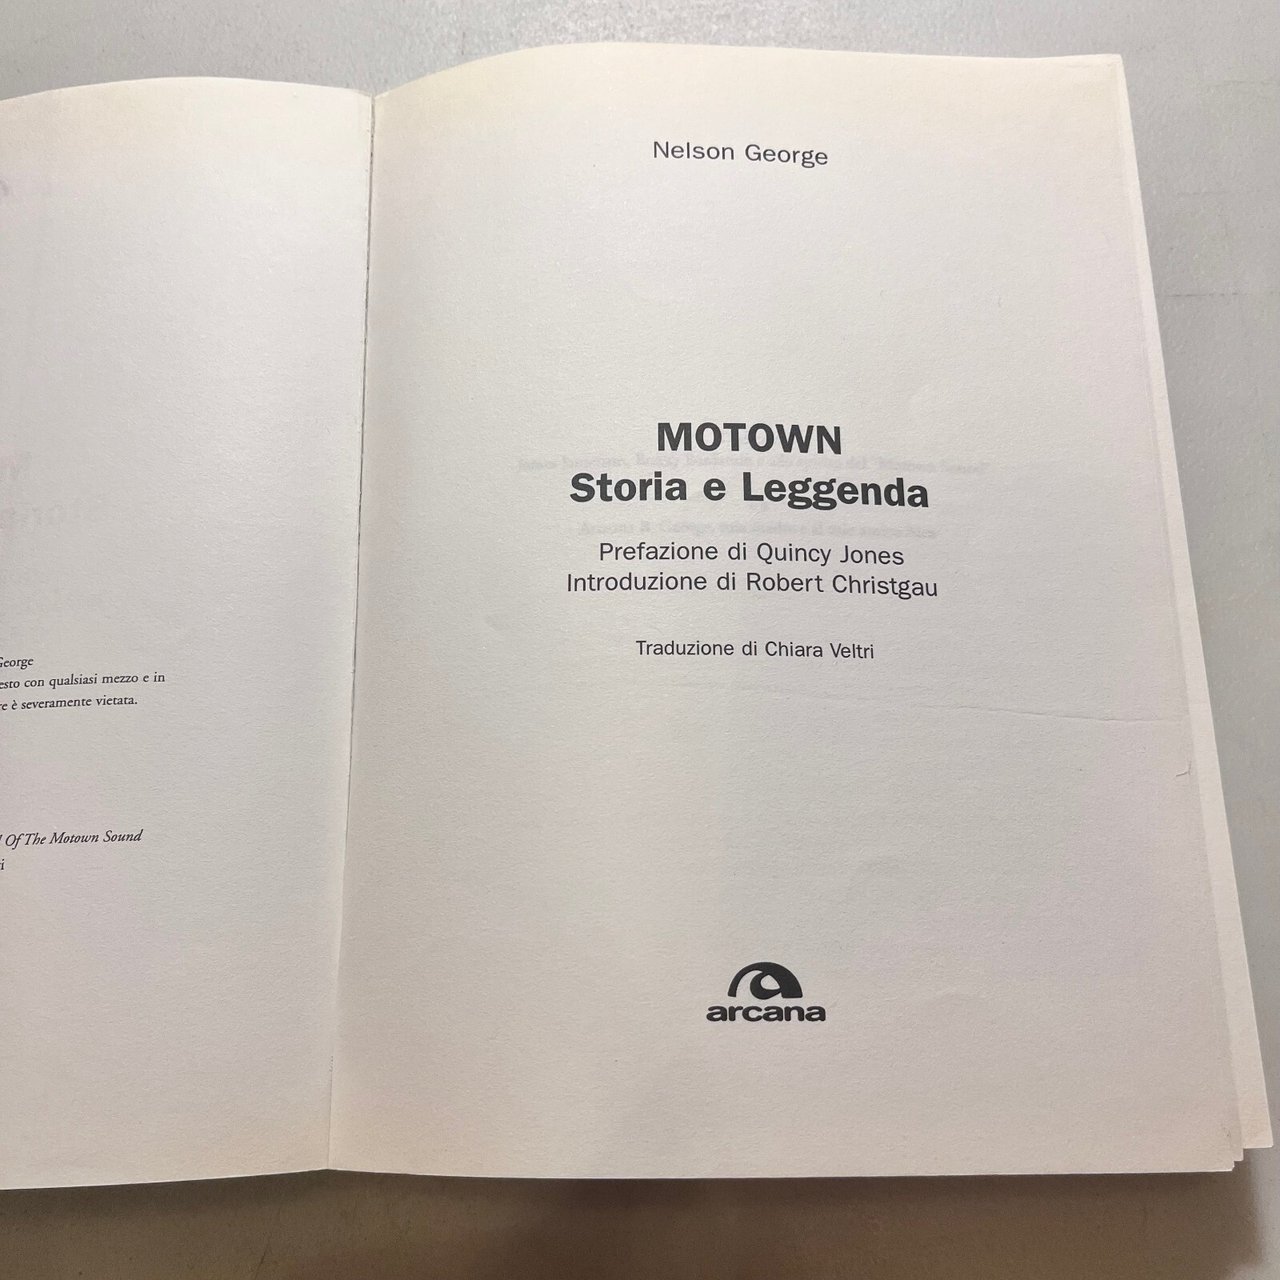 George
esto con qualsiasi mezzo e in
re è severamente vietata.
Of The Motown Sound
Nelson George
MOTOWN
Storia e Leggenda
Prefazione di Quincy Jones
Introduzione di Robert Christgau
Traduzione di Chiara Veltri
arcana